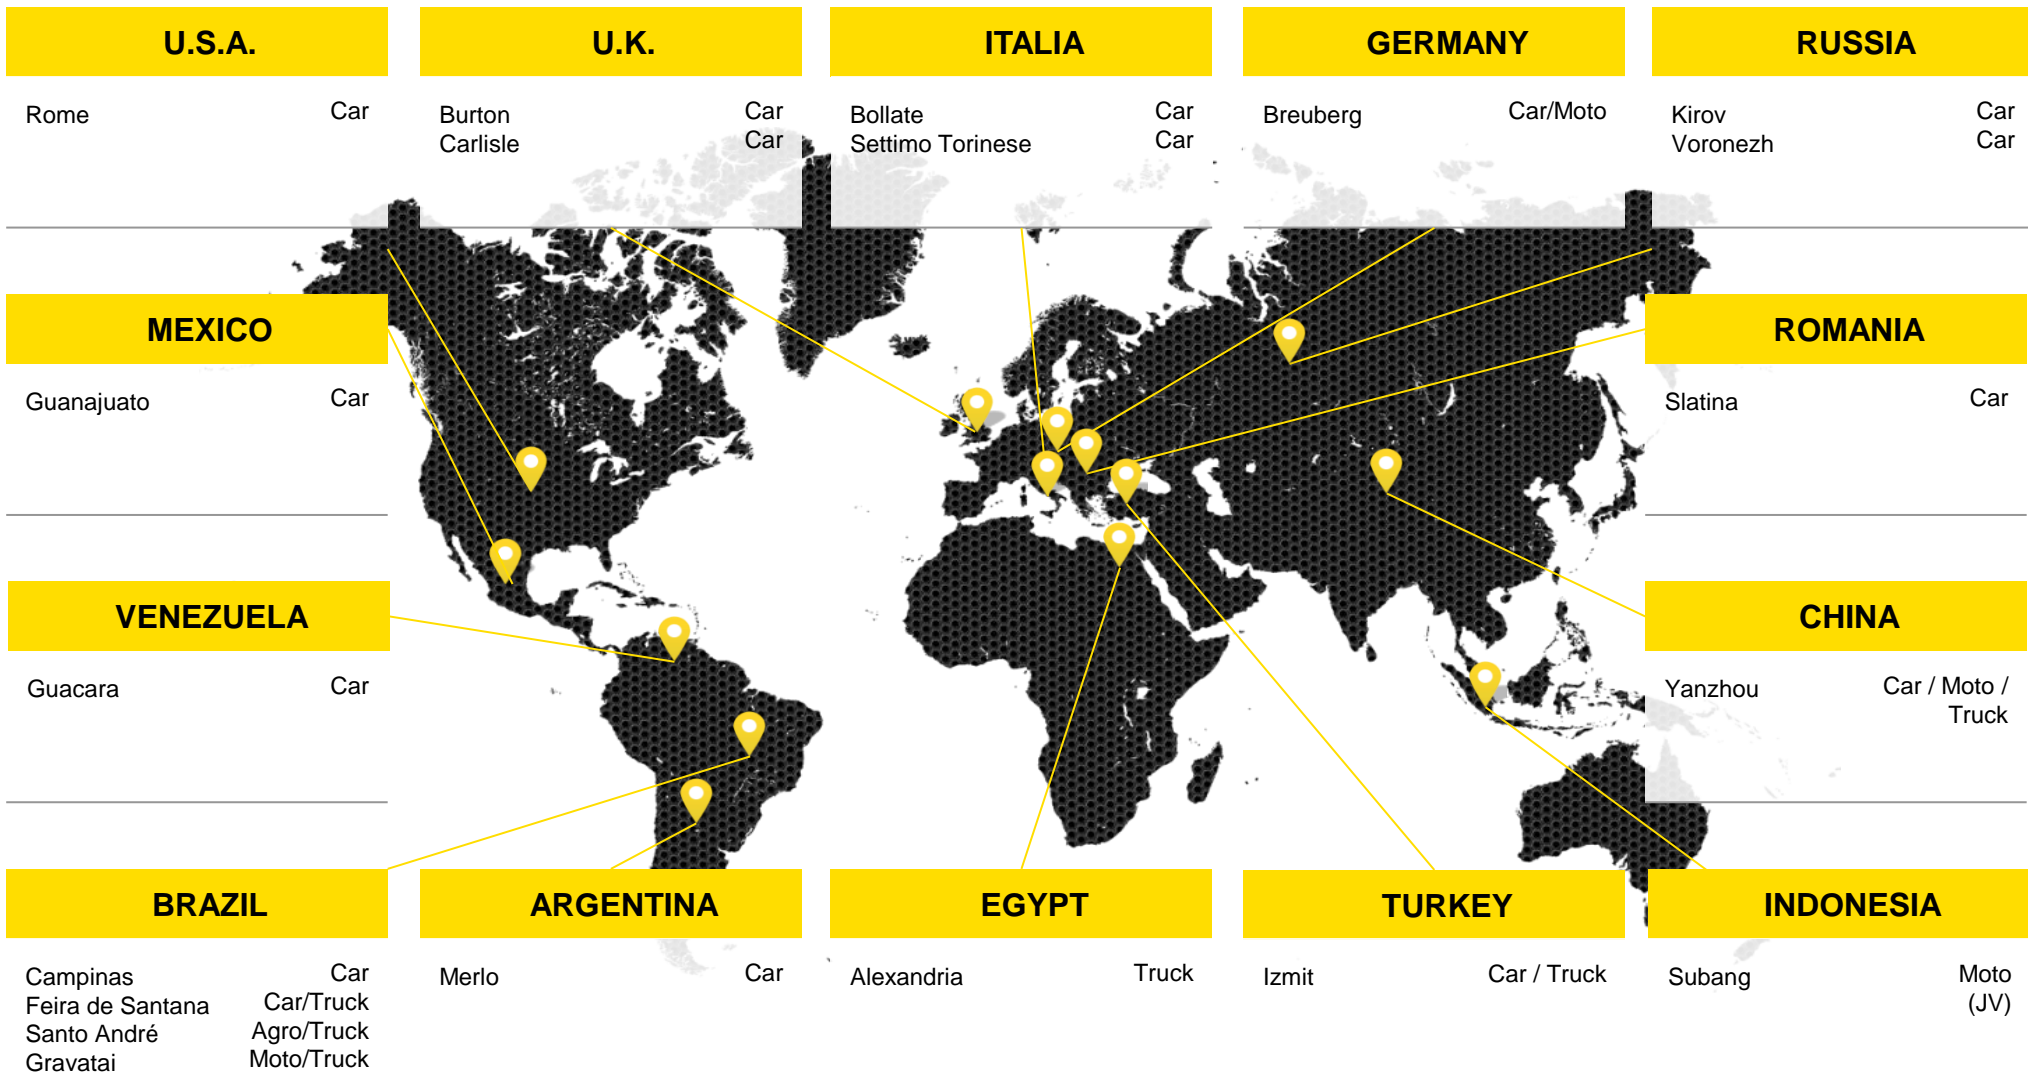 U.S.A.
Rome Car
U.K.
Burton Car
Carlisle Car
ITALIA
Bollate Car
Settimo Torinese Car
GERMANY
Breuberg Car/Moto
RUSSIA
Kirov Car
Voronezh Car
MEXICO
Guanajuato Car
ROMANIA
Slatina Car
VENEZUELA
Guacara Car
CHINA
Yanzhou Car / Moto /
Truck
BRAZIL
Campinas Car
Feira de Santana Car/Truck
Santo André Agro/Truck
Gravatai Moto/Truck
ARGENTINA
Merlo Car
EGYPT
Alexandria Truck
TURKEY
Izmit Car / Truck
INDONESIA
Subang Moto
(JV)